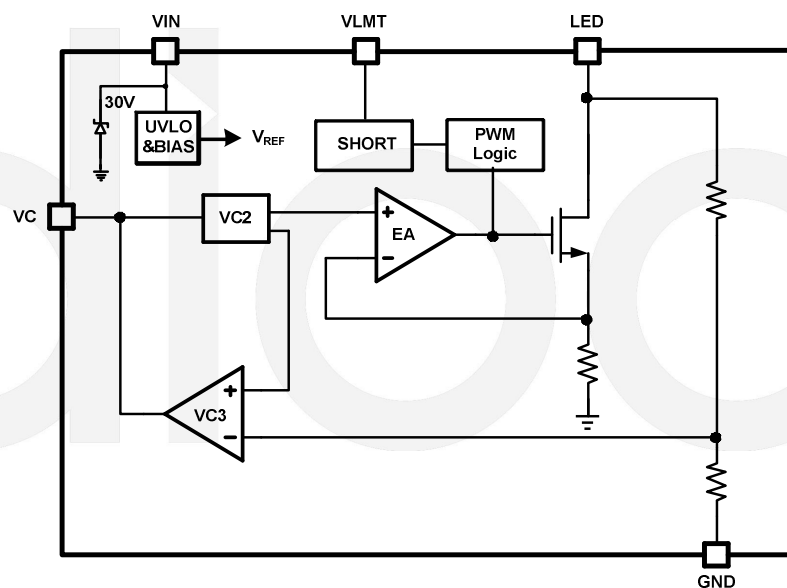 VIN
VLMT
LED
30V
UVLO
&BIAS
VREF
SHORT
PWM
Logic
VC
VC2
+
EA
−
+
VC3
−
GND